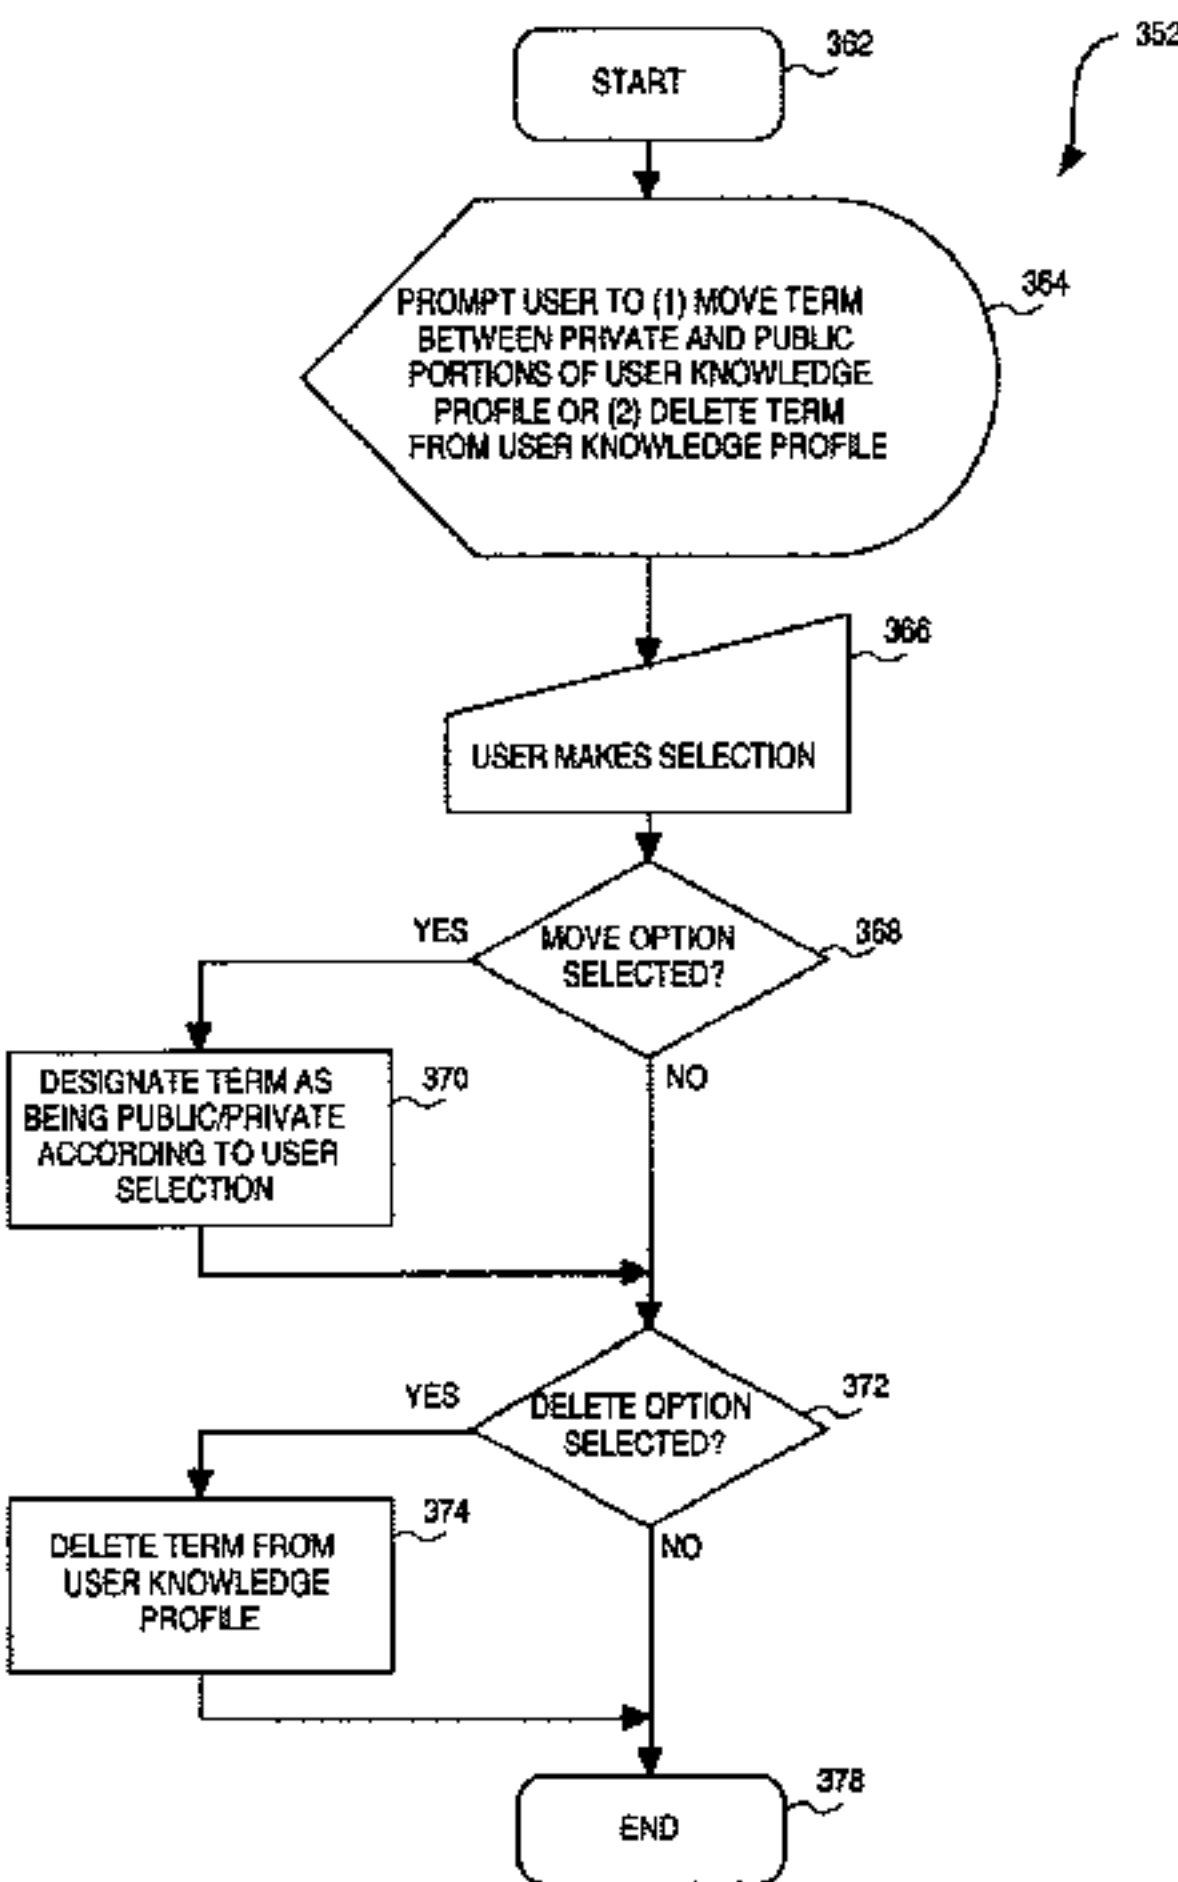 362
352
START
364
PROMPT USER TO (1) MOVE TERM
BETWEEN PRIVATE AND PUBLIC
PORTIONS OF USER KNOWLEDGE
PROFILE OR (2) DELETE TERM
FROM USER KNOWLEDGE PROFILE
366
USER MAKES SELECTION
YES
MOVE OPTION
SELECTED?
368
NO
DESIGNATE TERM AS
BEING PUBLIC/PRIVATE
ACCORDING TO USER
SELECTION
370
YES
DELETE OPTION
SELECTED?
372
NO
DELETE TERM FROM
USER KNOWLEDGE
PROFILE
374
378
END